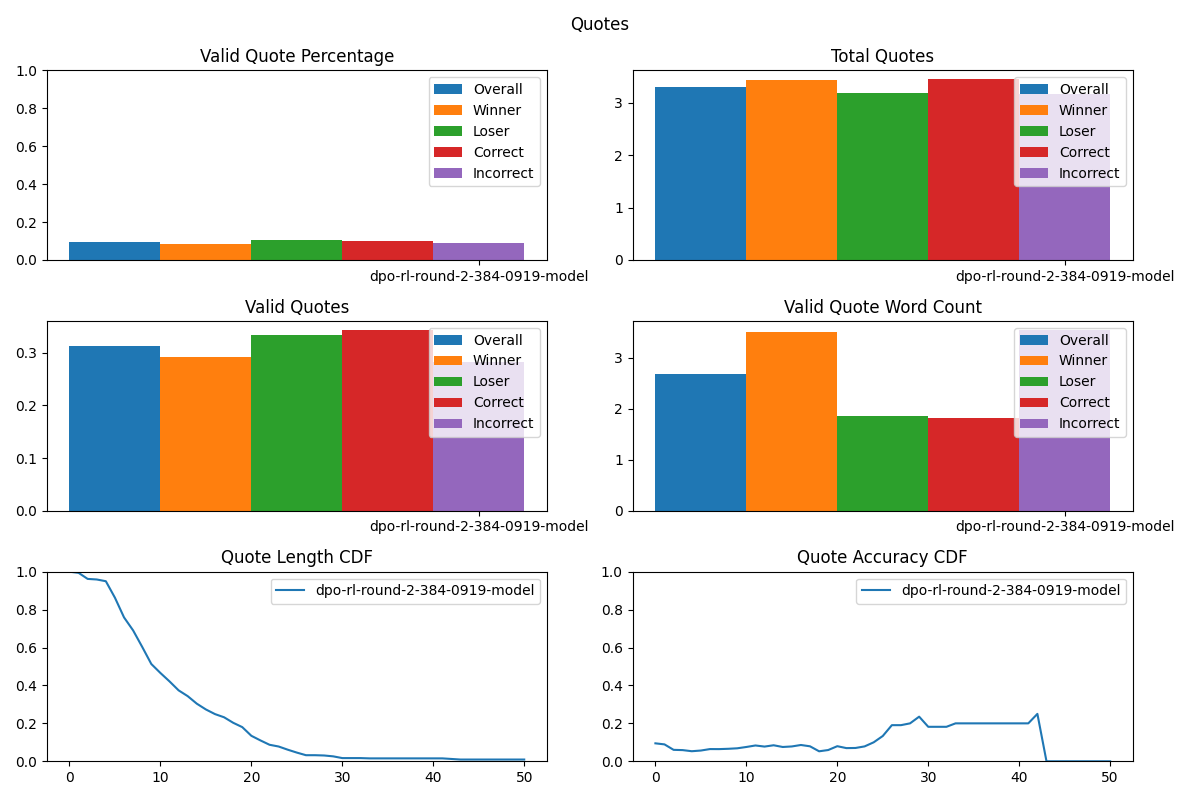 Quotes
Valid Quote Percentage
1.0
0.8
0.6
0.4
0.2
0.0
Overall
Winner
Loser
Correct
Incorrect
dpo-rl-round-2-384-0919-model
Total Quotes
3
2
1
0
Overall
Winner
Loser
Correct
Incorrect
dpo-rl-round-2-384-0919-model
Valid Quotes
0.3
0.2
0.1
0.0
Overall
Winner
Loser
Correct
Incorrect
dpo-rl-round-2-384-0919-model
Valid Quote Word Count
3
2
1
0
Overall
Winner
Loser
Correct
Incorrect
dpo-rl-round-2-384-0919-model
Quote Length CDF
1.0
0.8
0.6
0.4
0.2
0.0
dpo-rl-round-2-384-0919-model
0 10 20 30 40 50
Quote Accuracy CDF
1.0
0.8
0.6
0.4
0.2
0.0
dpo-rl-round-2-384-0919-model
0 10 20 30 40 50